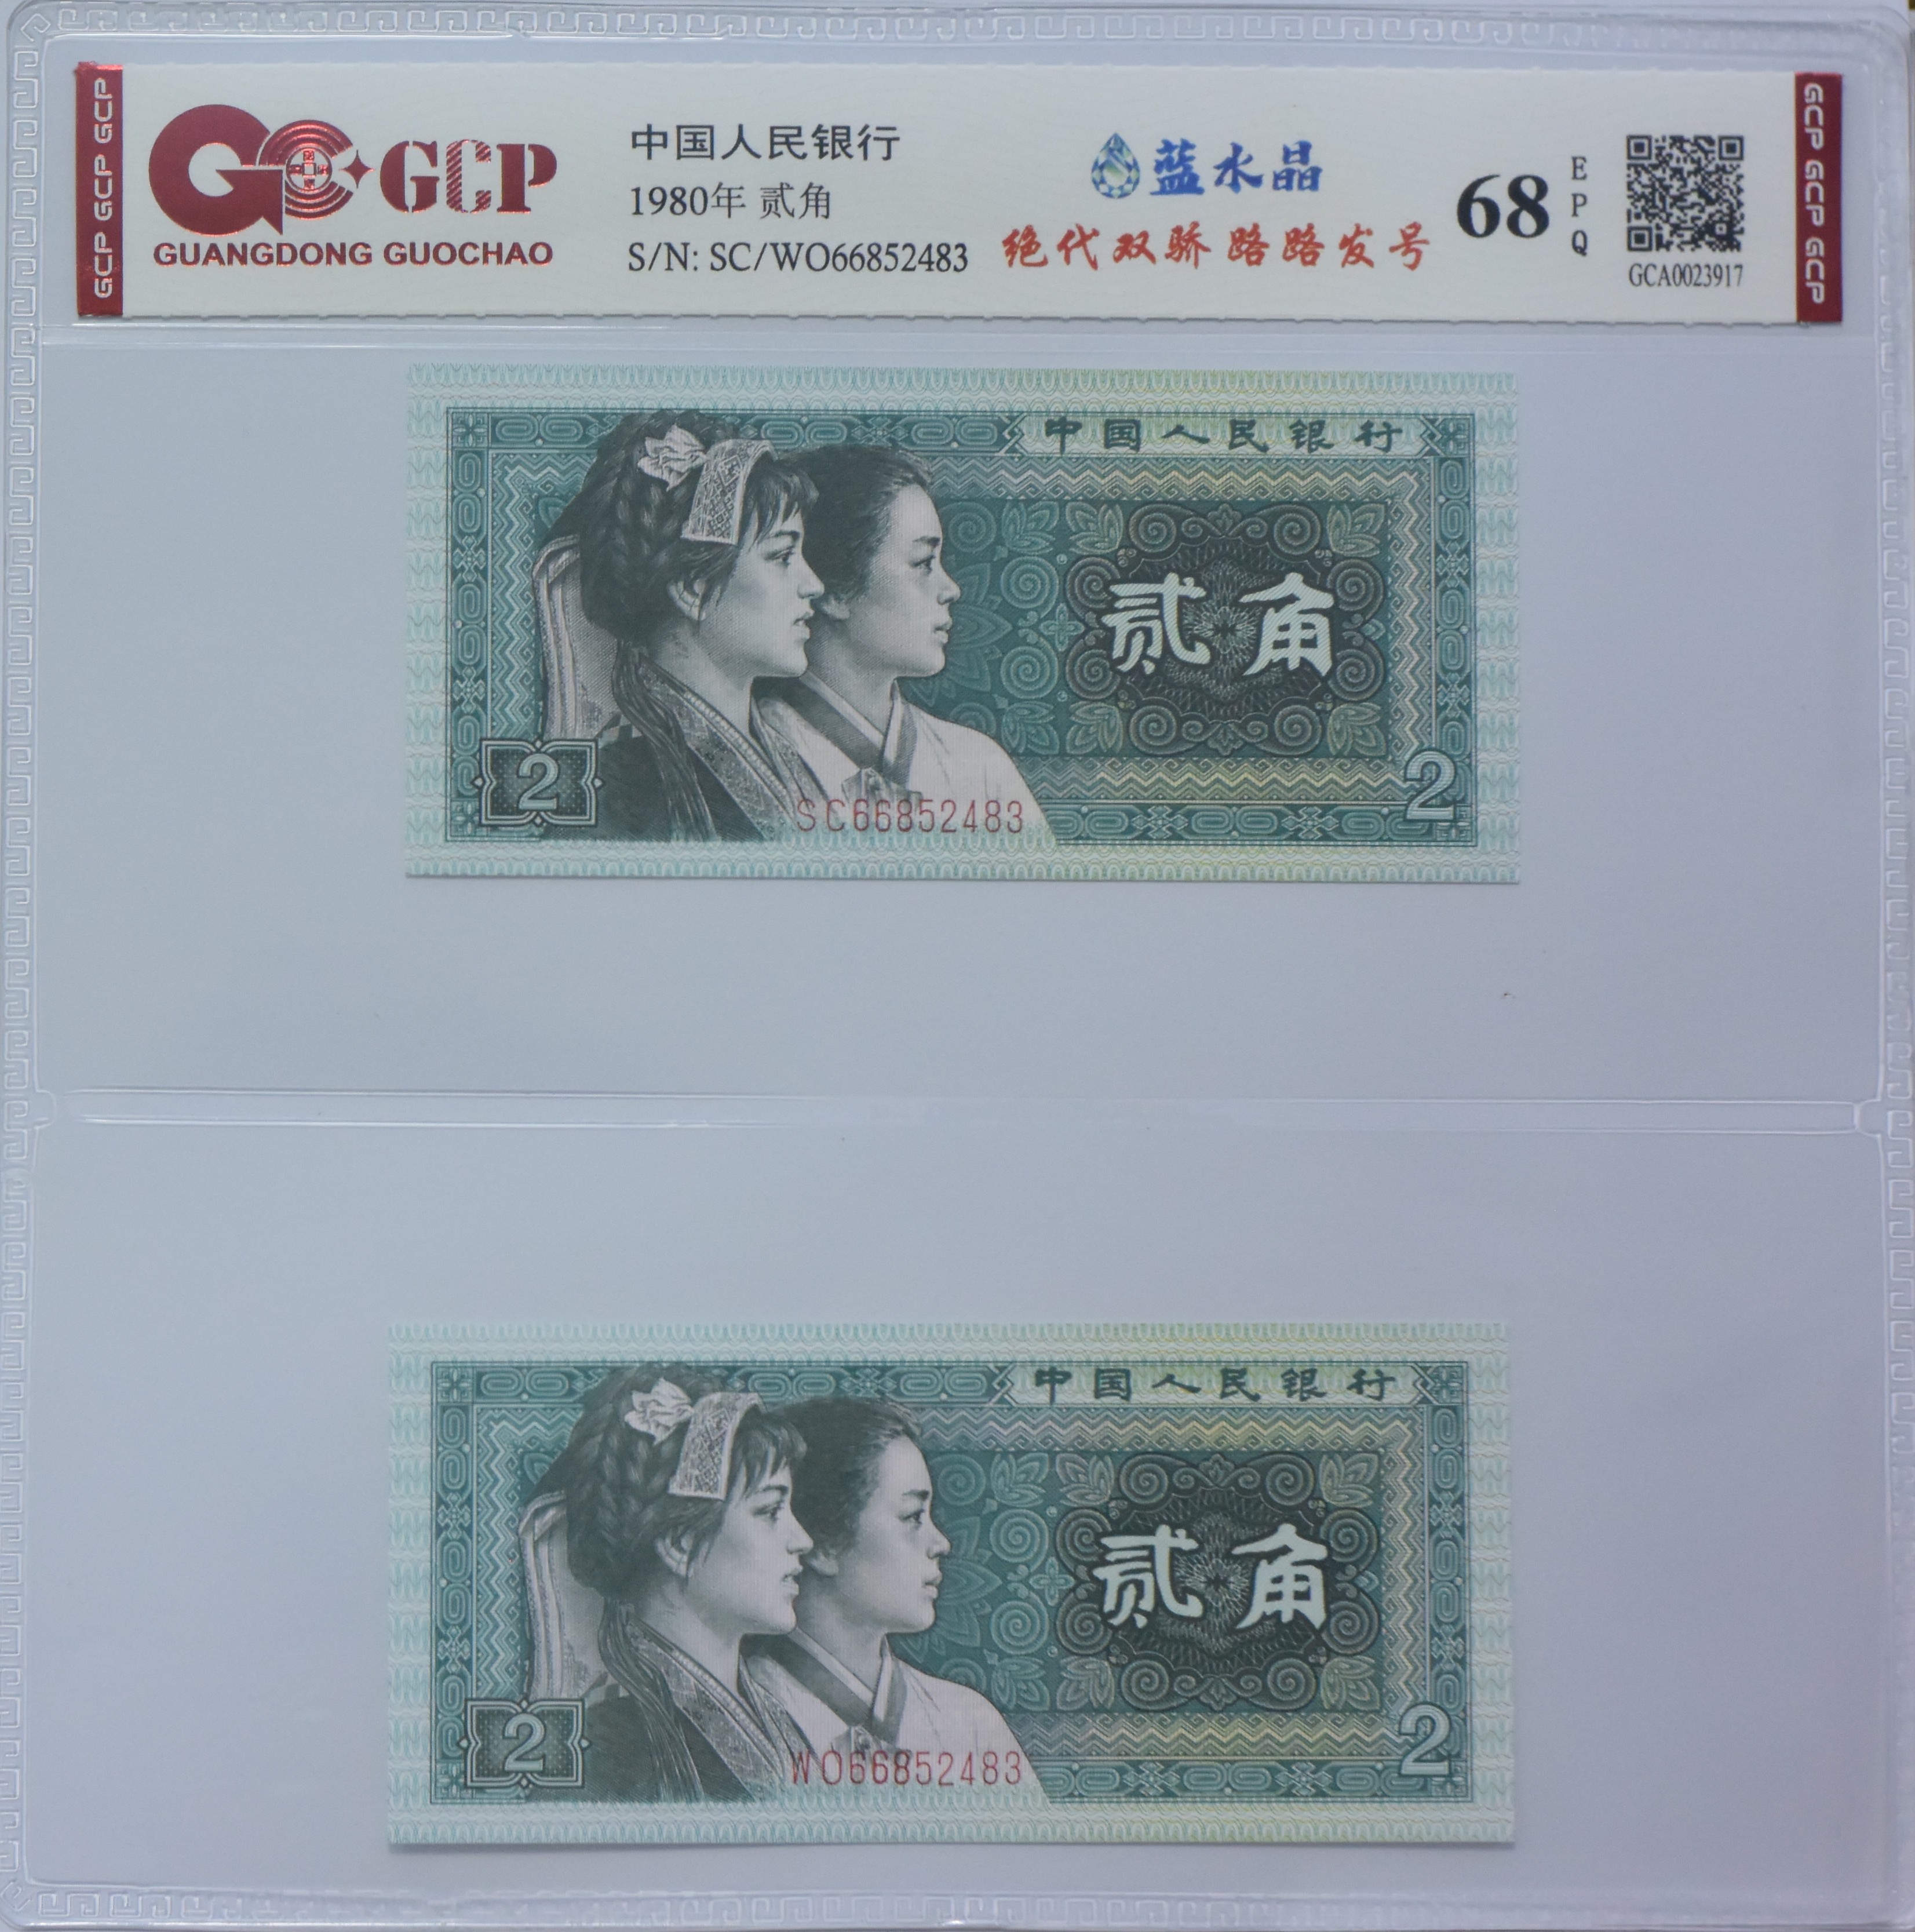 GCP GCP GCP
GCP
GUANGDONG GUOCHAO
中国人民银行
1980年 贰角
S/N: SC/WO66852483
蓝水晶
绝代双骄 路路发号
68
EPQ
GCA0023917
GCP GCP GCP
中国人民银行
贰角
2
2
SC66852483
中国人民银行
贰角
2
2
WO66852483